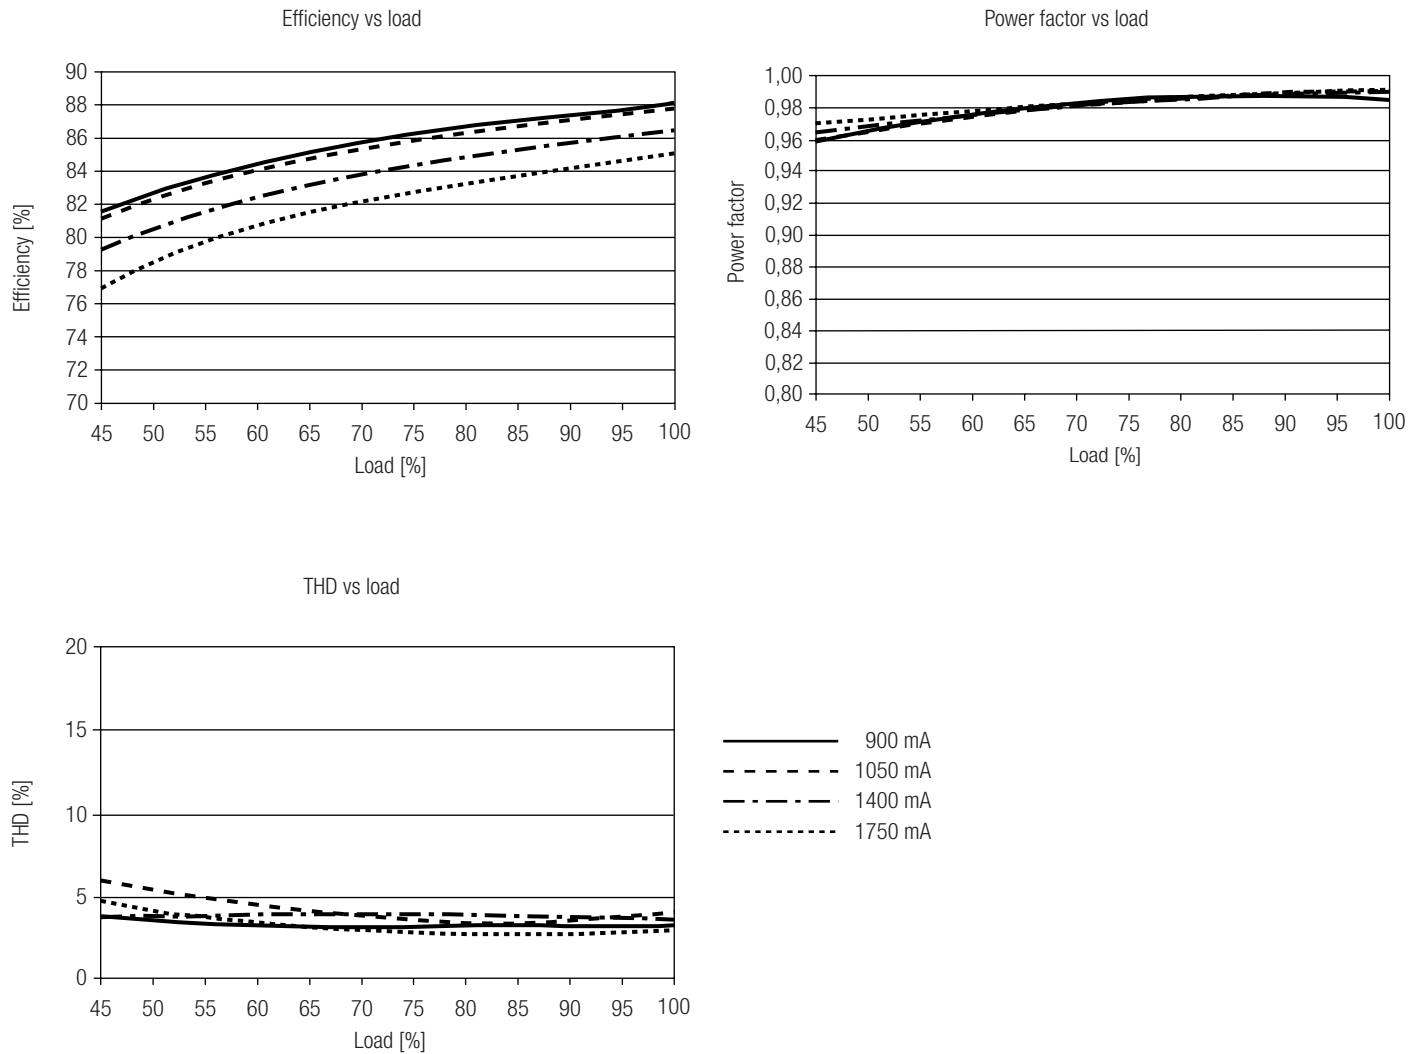 Efficiency vs load
Efficiency [%]
90
88
86
84
82
80
78
76
74
72
70
45 50 55 60 65 70 75 80 85 90 95 100
Load [%]
Power factor vs load
Power factor
1,00
0,98
0,96
0,94
0,92
0,90
0,88
0,86
0,84
0,82
0,80
45 50 55 60 65 70 75 80 85 90 95 100
Load [%]
THD vs load
THD [%]
20
15
10
5
0
45 50 55 60 65 70 75 80 85 90 95 100
Load [%]
900 mA
1050 mA
1400 mA
1750 mA